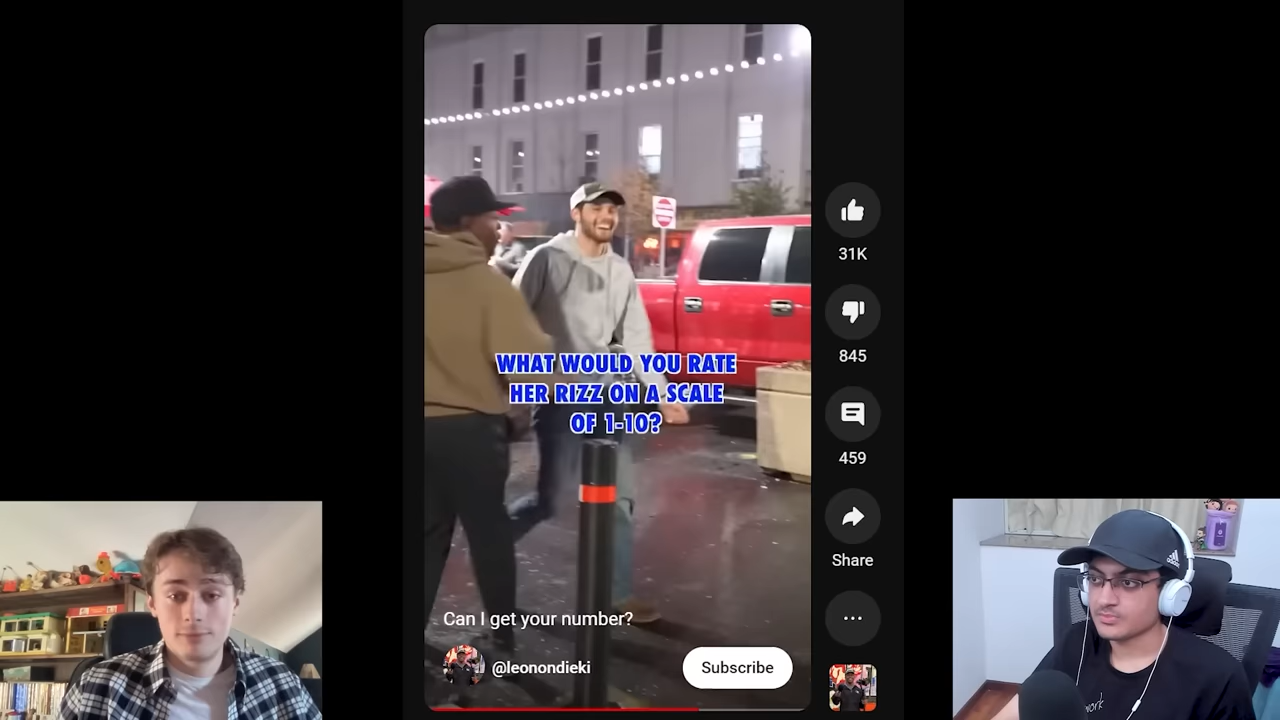 WHAT WOULD YOU RATE
HER RIZZ ON A SCALE
OF 1-10?
Can I get your number?
@leonondieki
Subscribe
31K
845
459
Share
work